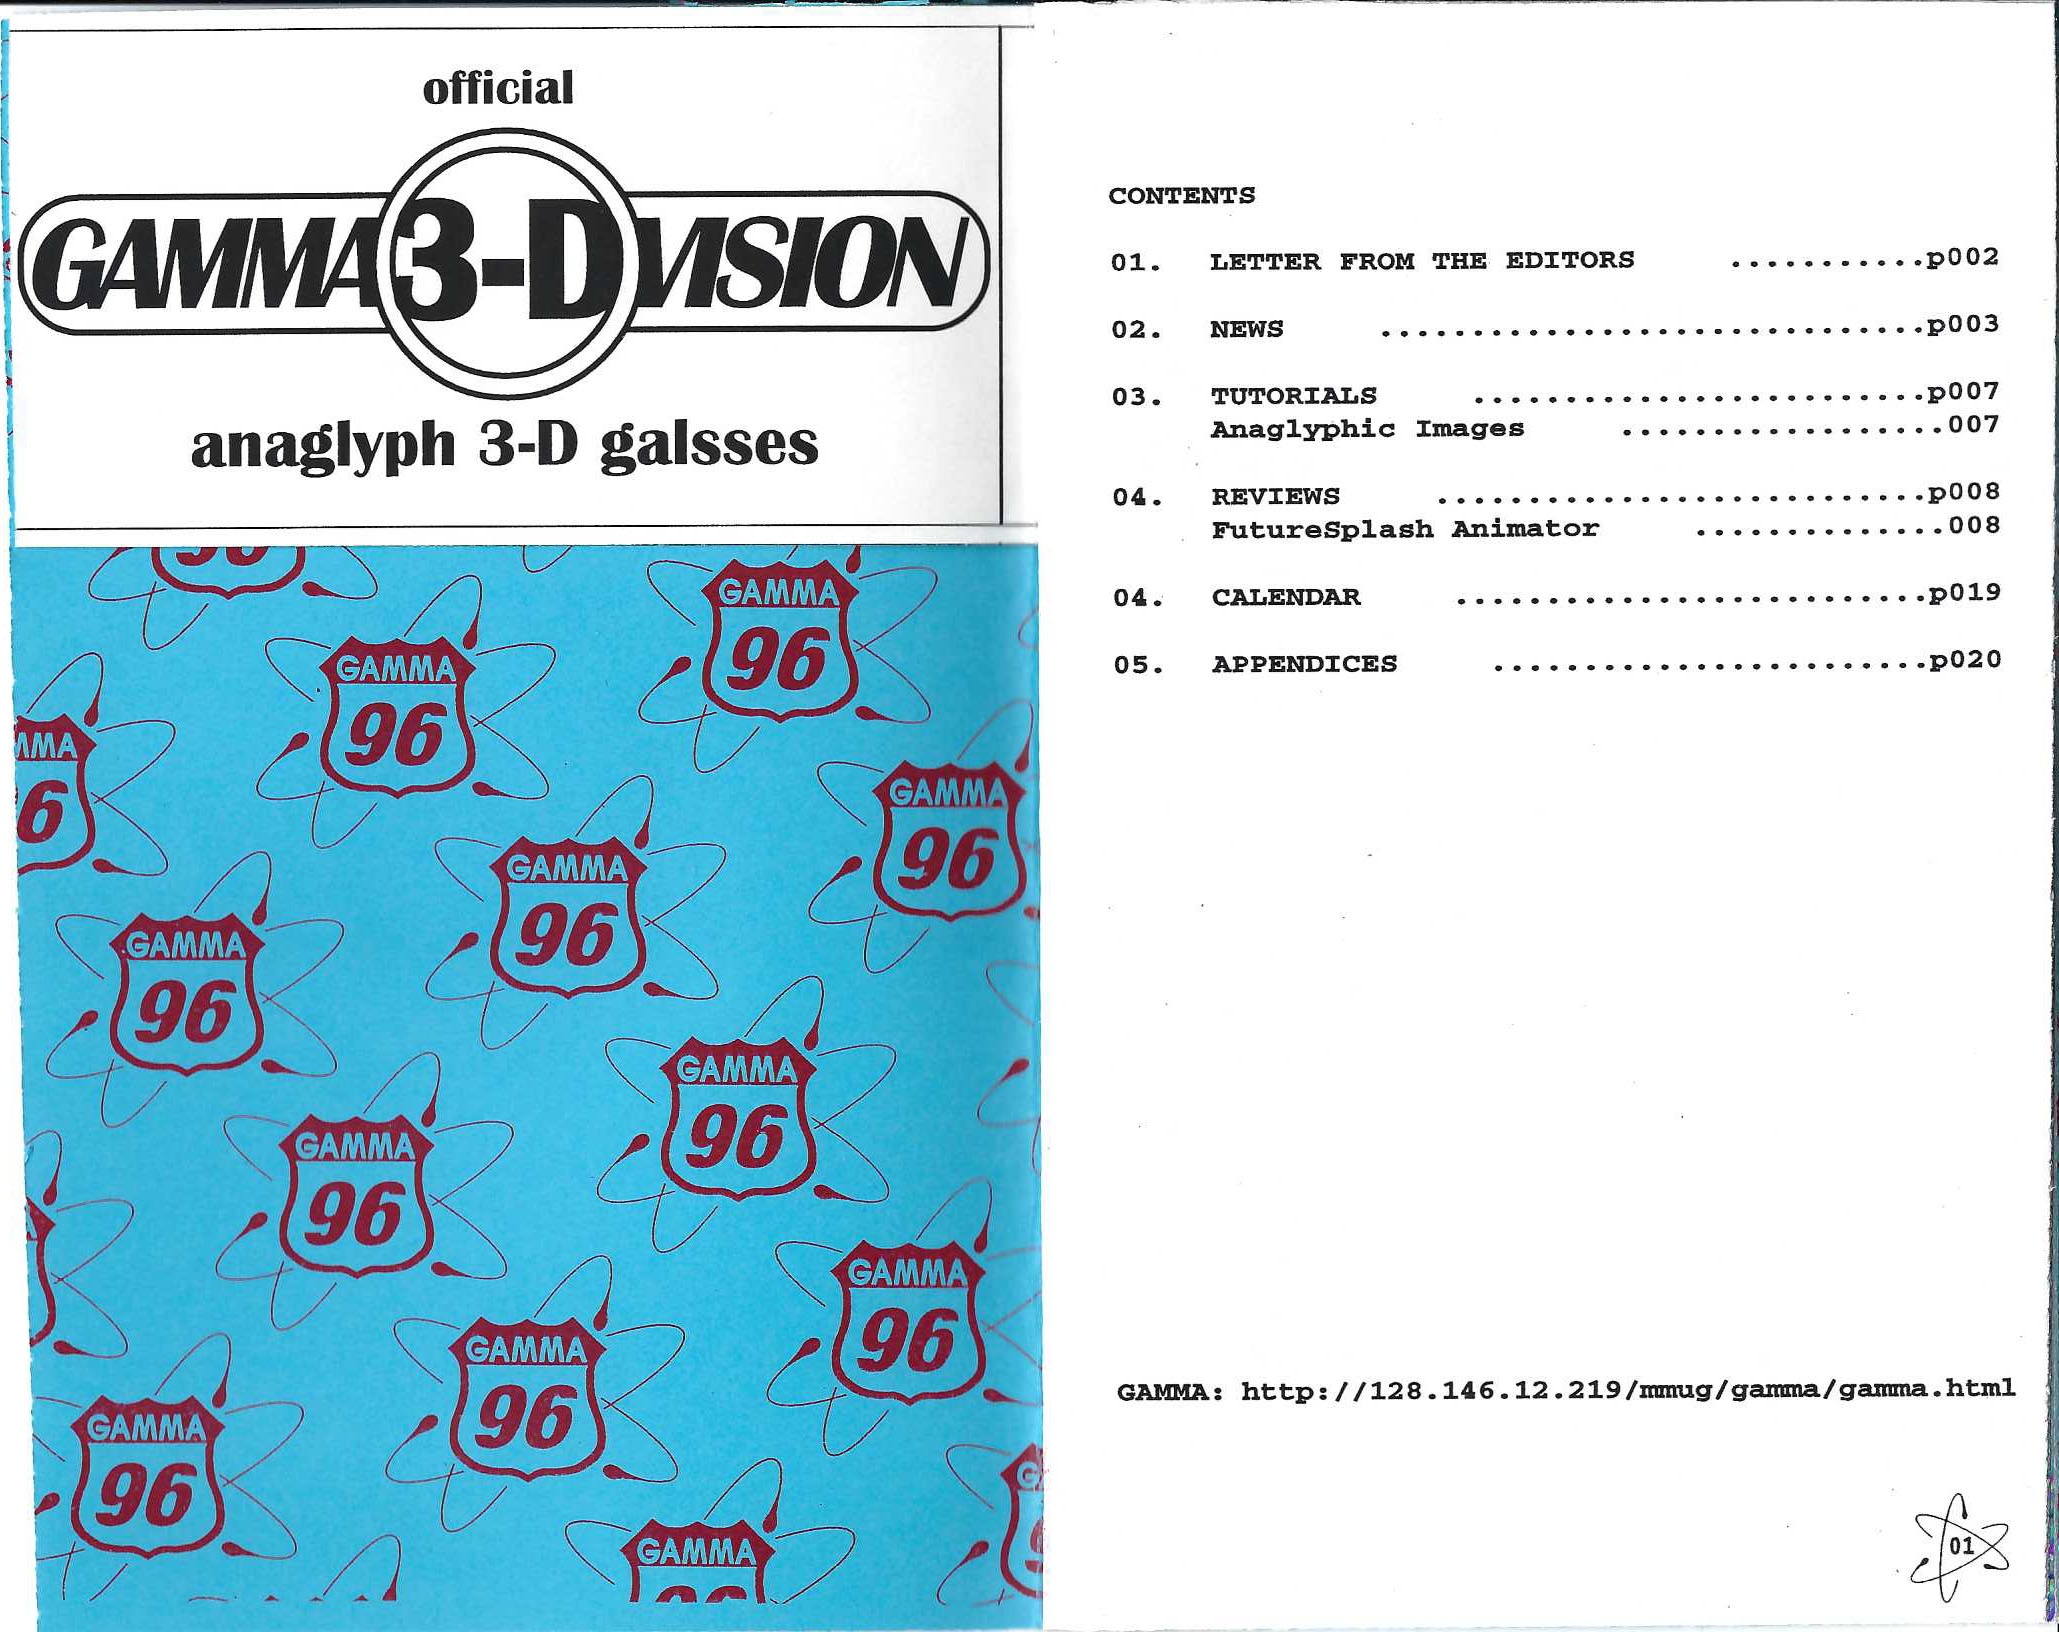 official
GAMMA 3-D VISION
anaglyph 3-D galsses
GAMMA
96
GAMMA
96
GAMMA
96
GAMMA
96
GAMMA
96
GAMMA
96
GAMMA
96
GAMMA
96
GAMMA
96
GAMMA
96
GAMMA
96
GAMMA
CONTENTS
01. LETTER FROM THE EDITORS ...........p002
02. NEWS ..............................p003
03. TUTORIALS .........................p007
Anaglyphic Images ..................007
04. REVIEWS ...........................p008
FutureSplash Animator ..............008
04. CALENDAR ..........................p019
05. APPENDICES ........................p020
GAMMA: http://128.146.12.219/mmug/gamma/gamma.html
01